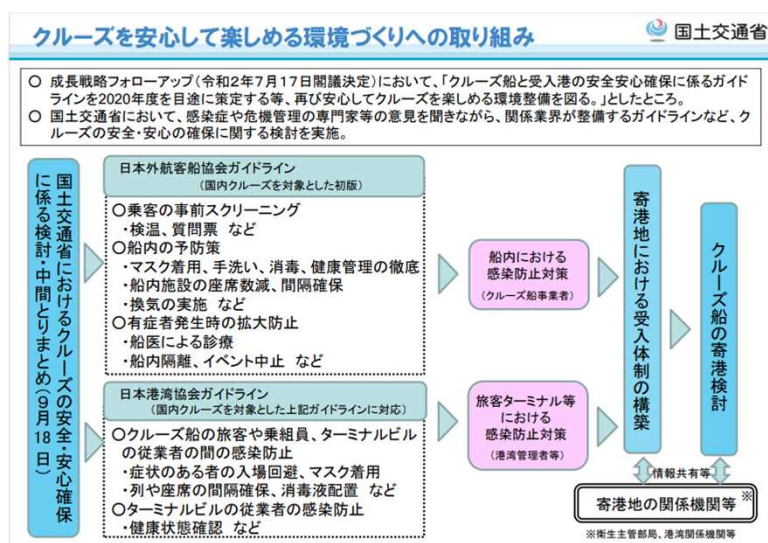 クルーズを安心して楽しめる環境づくりへの取り組み
国土交通省
○ 成長戦略フォローアップ(令和2年7月17日閣議決定)において、「クルーズ船と受入港の安全安心確保に係るガイド
ラインを2020年度を目途に策定する等、再び安心してクルーズを楽しめる環境整備を図る。」としたところ。
○ 国土交通省において、感染症や危機管理の専門家等の意見を聞きながら、関係業界が整備するガイドラインなど、ク
ルーズの安全・安心の確保に関する検討を実施。
国土交通省におけるクルーズの安全・安心確保
に係る検討・中間とりまとめ(9月18日)
日本外航客船協会ガイドライン
(国内クルーズを対象とした初版)
○乗客の事前スクリーニング
・検温、質問票 など
○船内の予防策
・マスク着用、手洗い、消毒、健康管理の徹底
・船内施設の座席数減、間隔確保
・換気の実施 など
○有症者発生時の拡大防止
・船医による診療
・船内隔離、イベント中止 など
船内における
感染防止対策
(クルーズ船事業者)
日本港湾協会ガイドライン
(国内クルーズを対象とした上記ガイドラインに対応)
○クルーズ船の旅客や乗組員、ターミナルビル
の従業者の間の感染防止
・症状のある者の入場回避、マスク着用
・列や座席の間隔確保、消毒液配置 など
○ターミナルビルの従業者の感染防止
・健康状態確認 など
旅客ターミナル等
における
感染防止対策
(港湾管理者等)
寄港地における受入体制の構築
クルーズ船の寄港検討
情報共有等
寄港地の関係機関等※
※衛生主管部局、港湾関係機関等